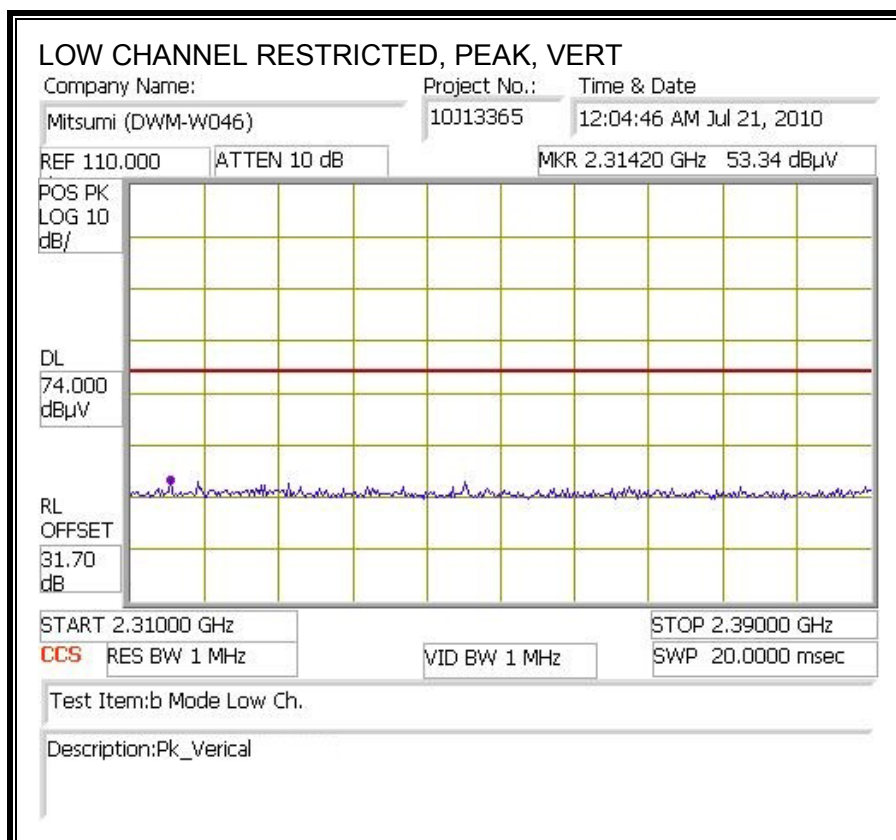 LOW CHANNEL RESTRICTED, PEAK, VERT
Company Name:
Project No.:
Time & Date
Mitsumi (DWM-W046)
10J13365
12:04:46 AM Jul 21, 2010
REF 110.000
ATTEN 10 dB
MKR 2.31420 GHz 53.34 dBµV
POS PK
LOG 10
dB/
DL
74.000
dBµV
RL
OFFSET
31.70
dB
START 2.31000 GHz
STOP 2.39000 GHz
CCS RES BW 1 MHz
VID BW 1 MHz
SWP 20.0000 msec
Test Item:b Mode Low Ch.
Description:Pk_Verical